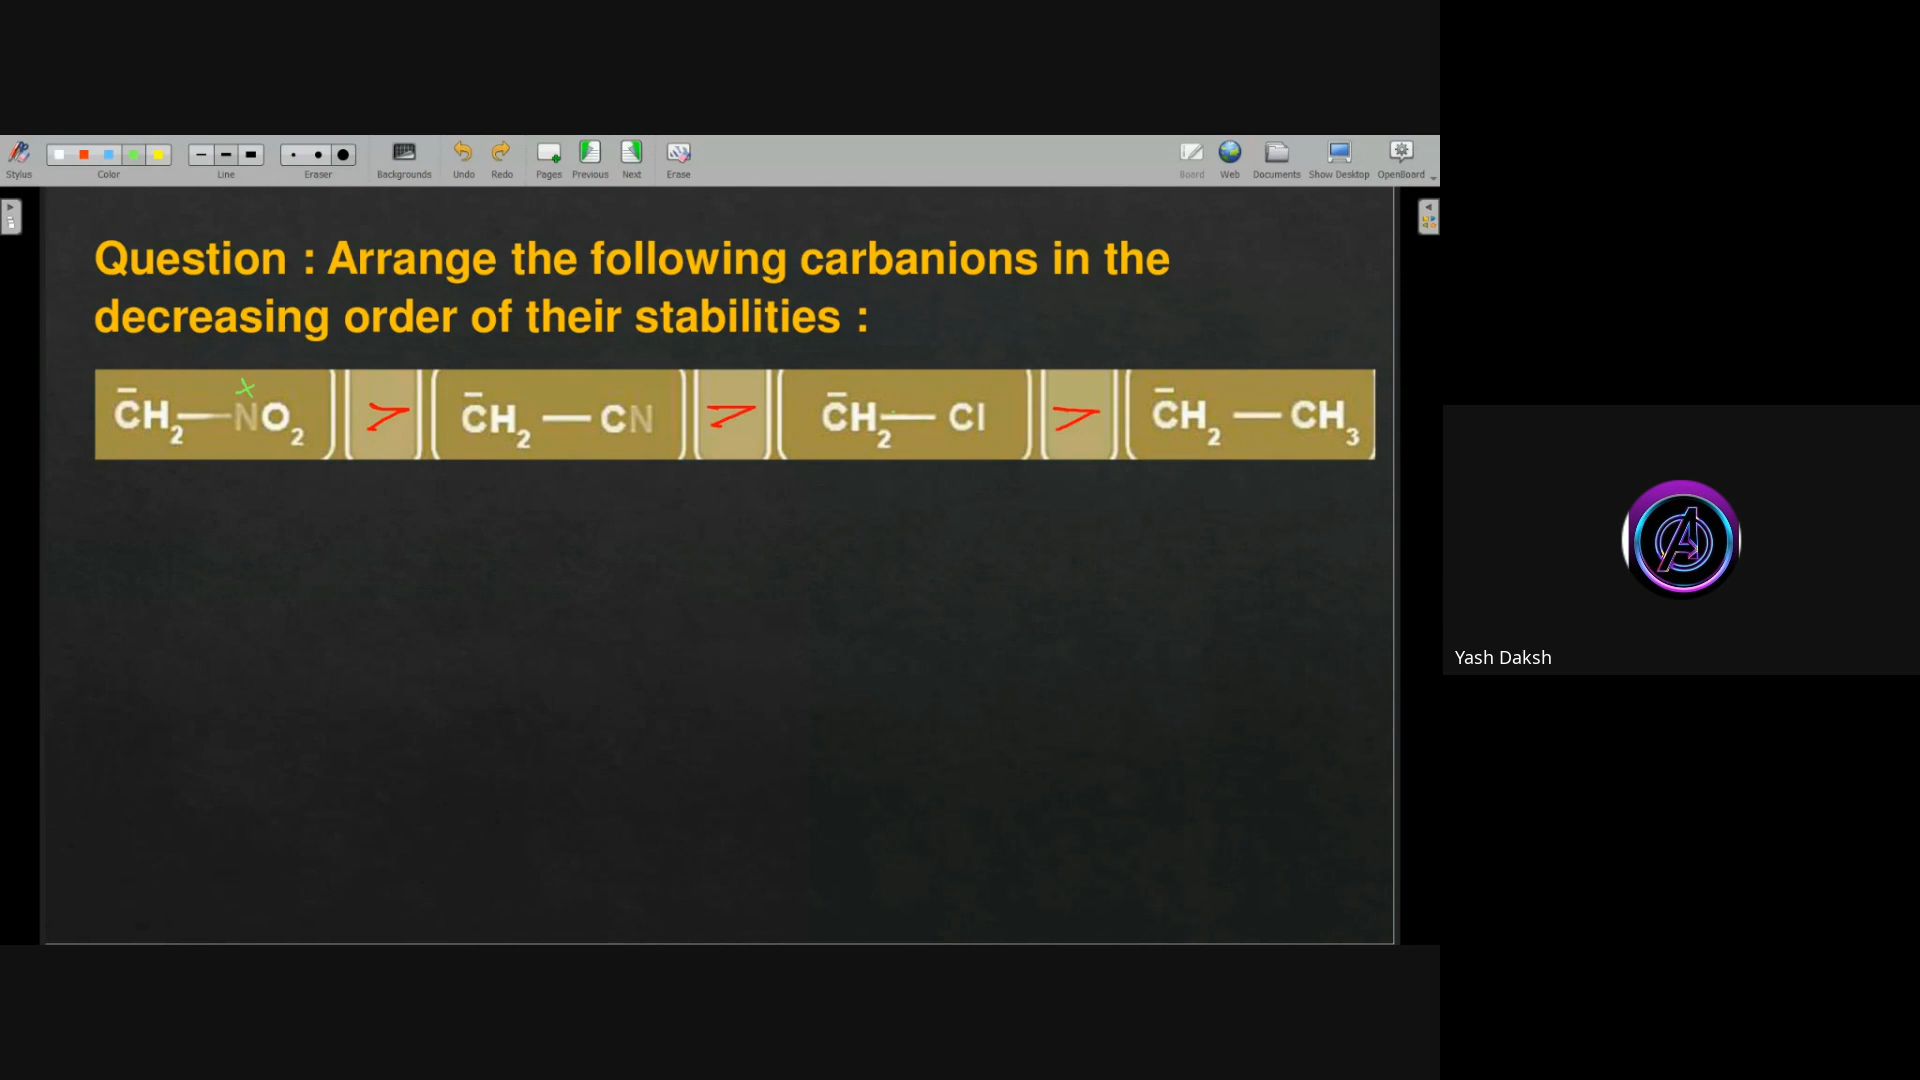 Stylus Color Line Eraser Backgrounds Undo Redo Pages Previous Next Erase Board Web Documents Show Desktop OpenBoard
Question : Arrange the following carbanions in the
decreasing order of their stabilities :
C̄H₂—NO₂ > C̄H₂—CN > C̄H₂—Cl > C̄H₂—CH₃
Yash Daksh